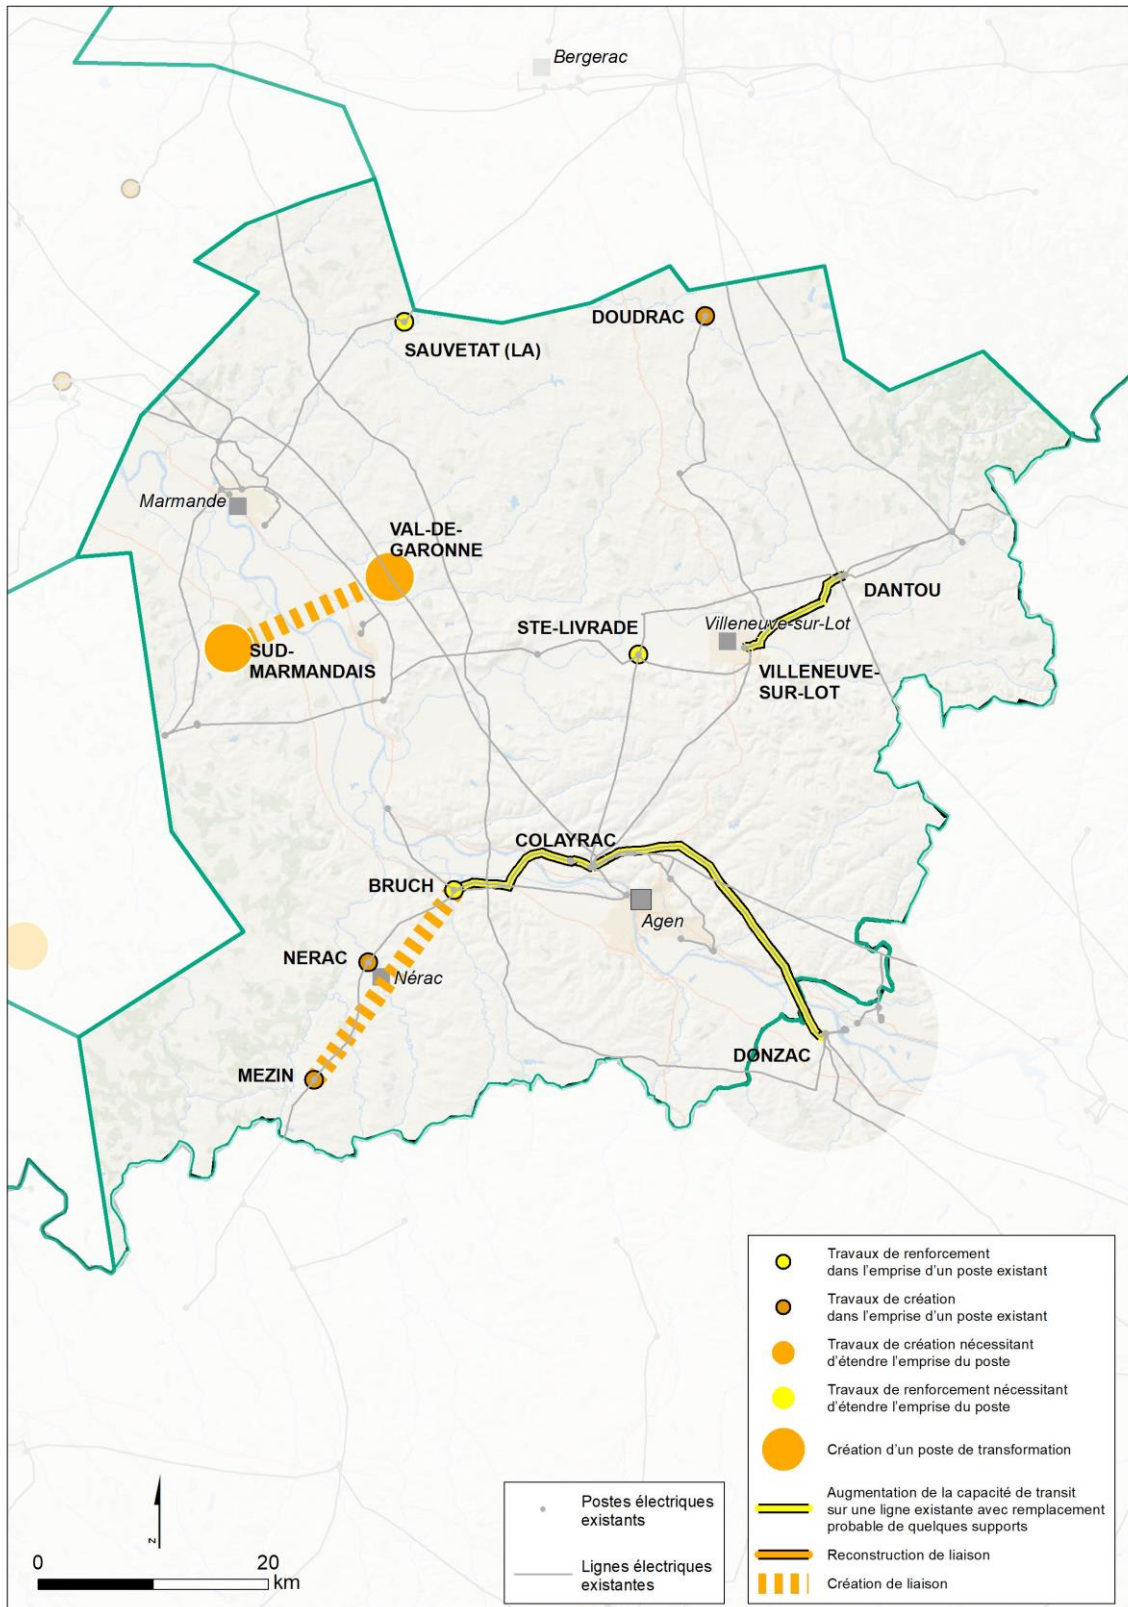 Bergerac
DOUDRAC
SAUVETAT (LA)
Marmande
VAL-DE-
GARONNE
DANTOU
STE-LIVRADE
Villeneuve-sur-Lot
SUD-
MARMANDAIS
VILLENEUVE-
SUR-LOT
COLAYRAC
BRUCH
Agen
NERAC
Nérac
DONZAC
MEZIN
Travaux de renforcement
dans l'emprise d'un poste existant
Travaux de création
dans l'emprise d'un poste existant
Travaux de création nécessitant
d'étendre l'emprise du poste
Travaux de renforcement nécessitant
d'étendre l'emprise du poste
Création d'un poste de transformation
Augmentation de la capacité de transit
sur une ligne existante avec remplacement
probable de quelques supports
Reconstruction de liaison
Création de liaison
Postes électriques
existants
Lignes électriques
existantes
N
0 20
km